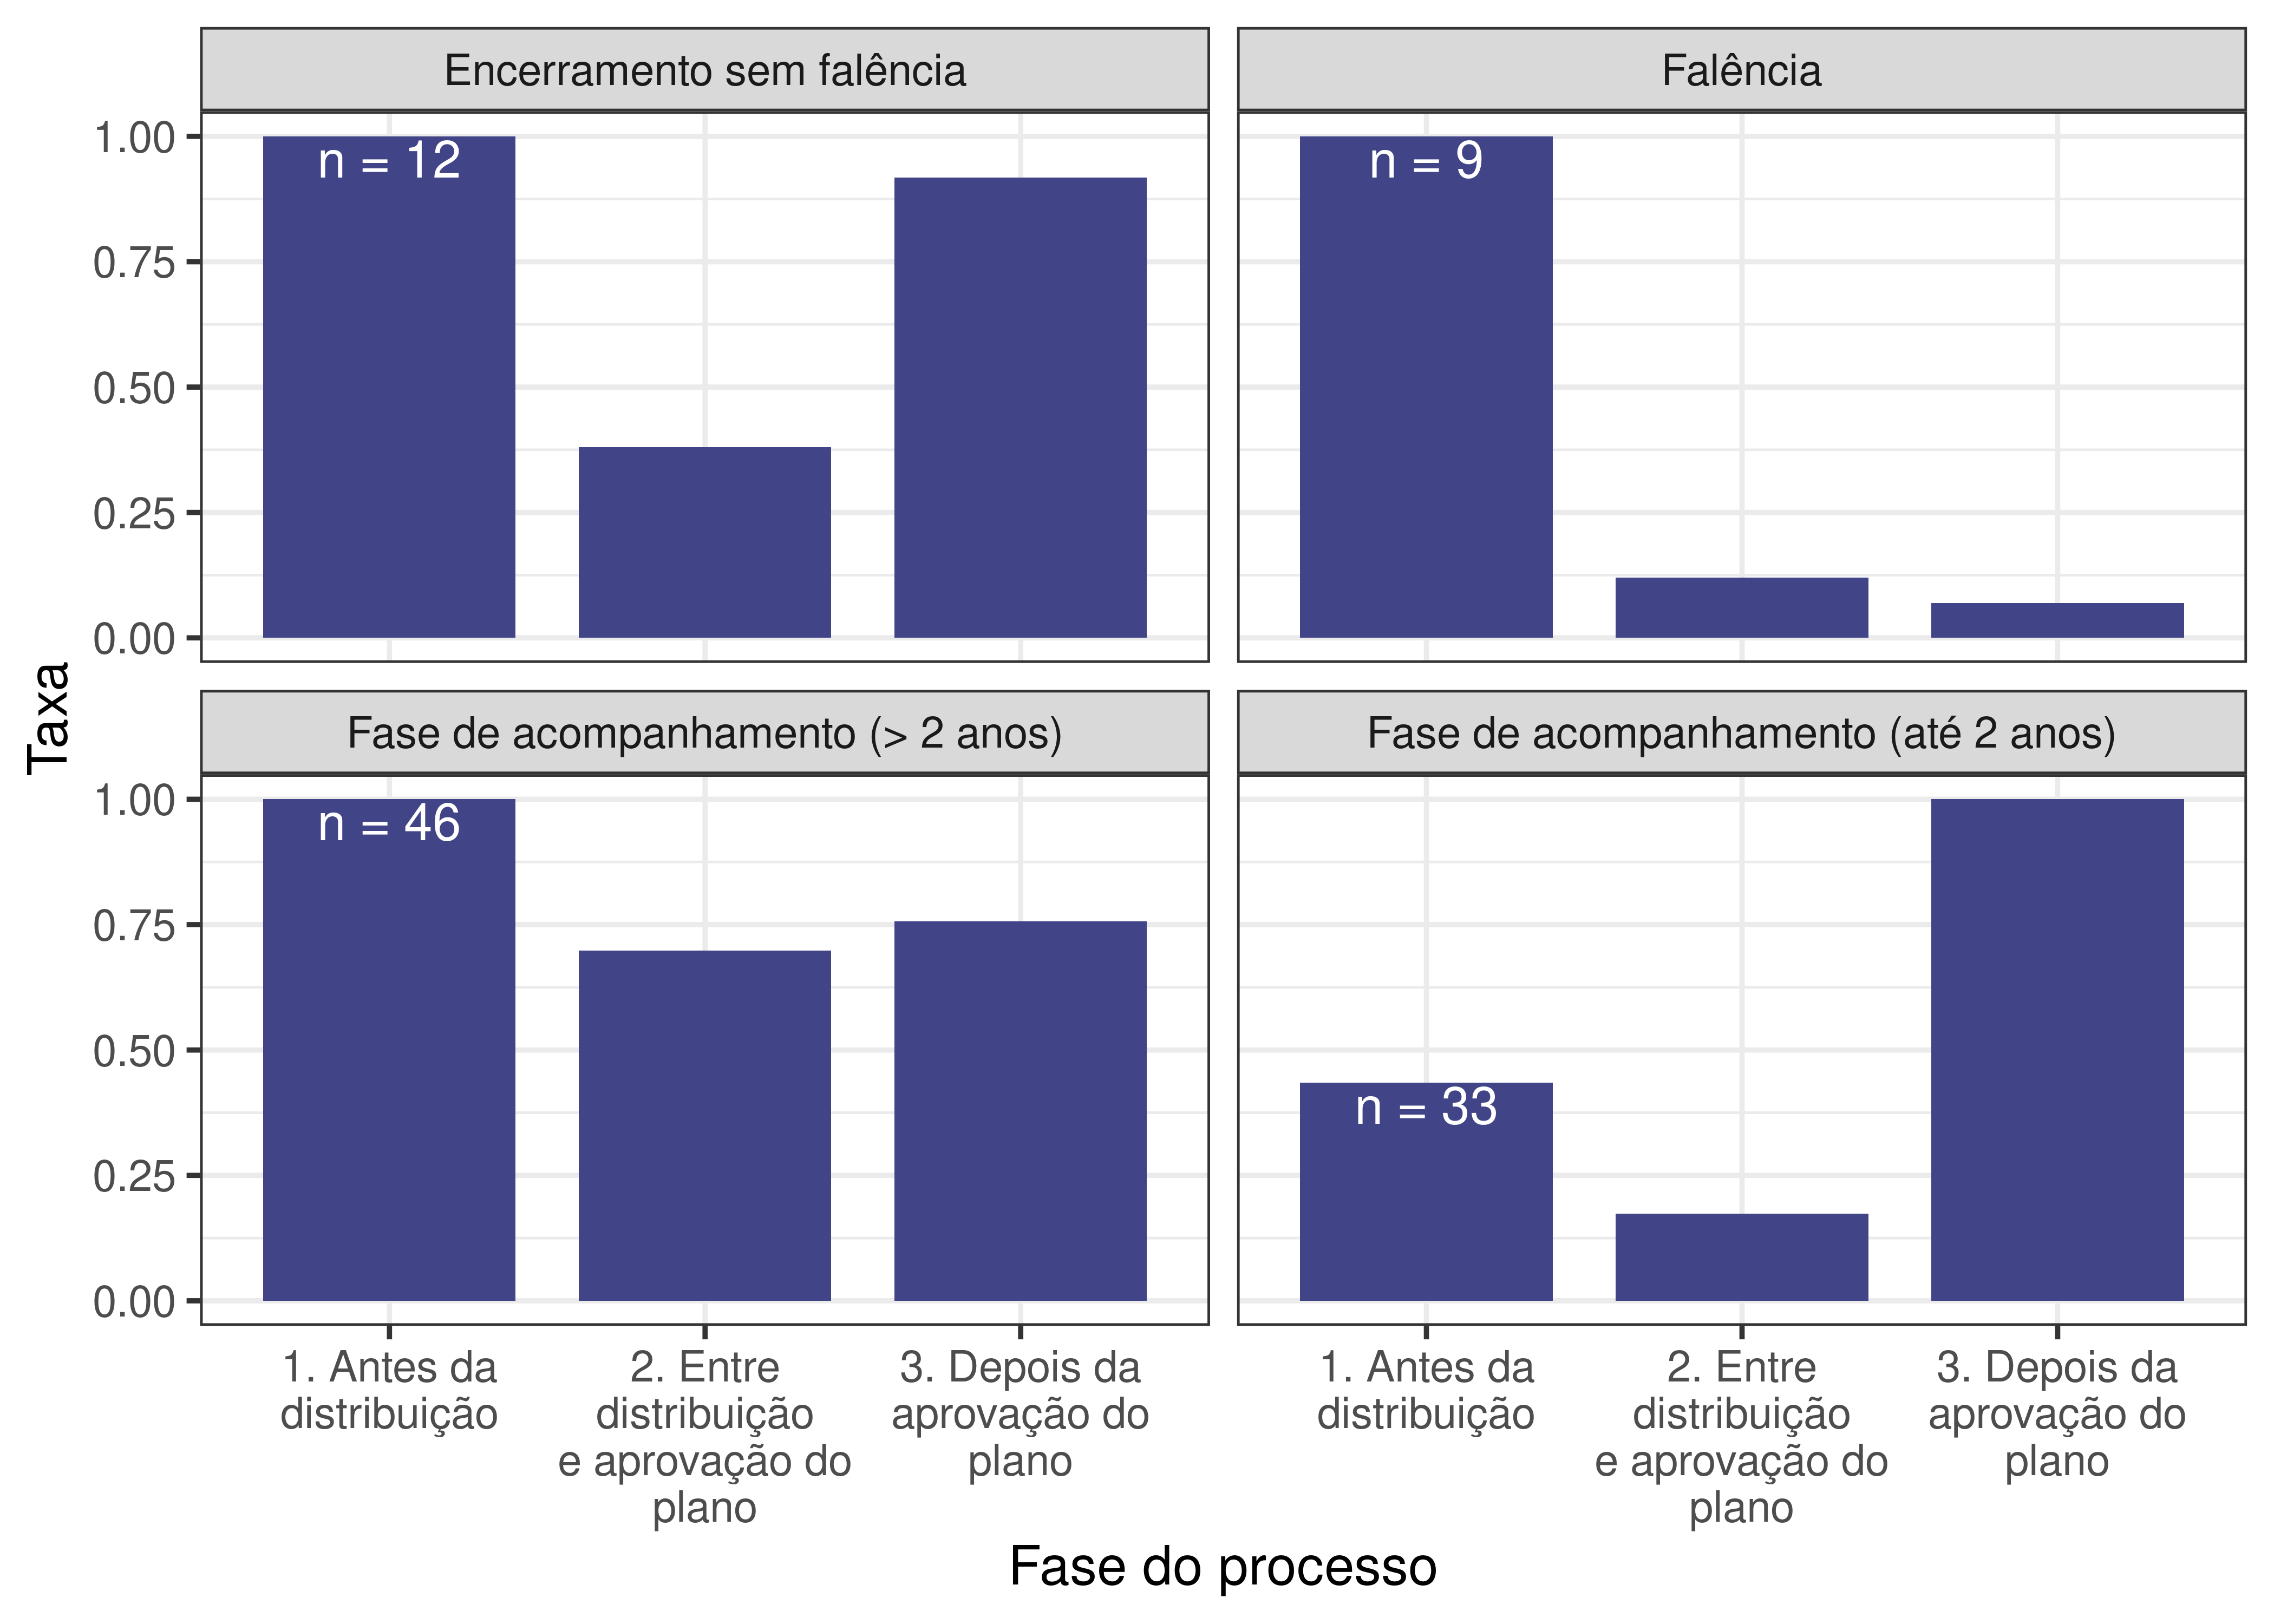 Encerramento sem falência
Falência
1.00
0.75
0.50
0.25
0.00
n = 12
n = 9
Taxa
Fase de acompanhamento (> 2 anos)
Fase de acompanhamento (até 2 anos)
1.00
0.75
0.50
0.25
0.00
n = 46
n = 33
1. Antes da
distribuição
2. Entre
distribuição
e aprovação do
plano
3. Depois da
aprovação do
plano
1. Antes da
distribuição
2. Entre
distribuição
e aprovação do
plano
3. Depois da
aprovação do
plano
Fase do processo